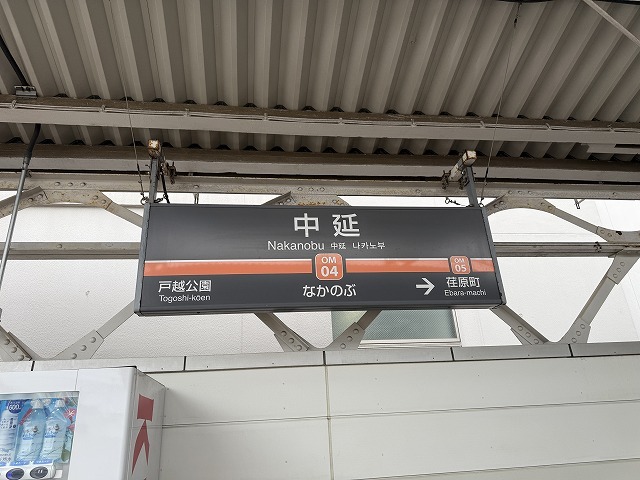 中延
Nakanobu 中延 나카노부
OM
04
OM
05
戸越公園
Togoshi-kōen
なかのぶ
→ 荏原町
Ebara-machi
600